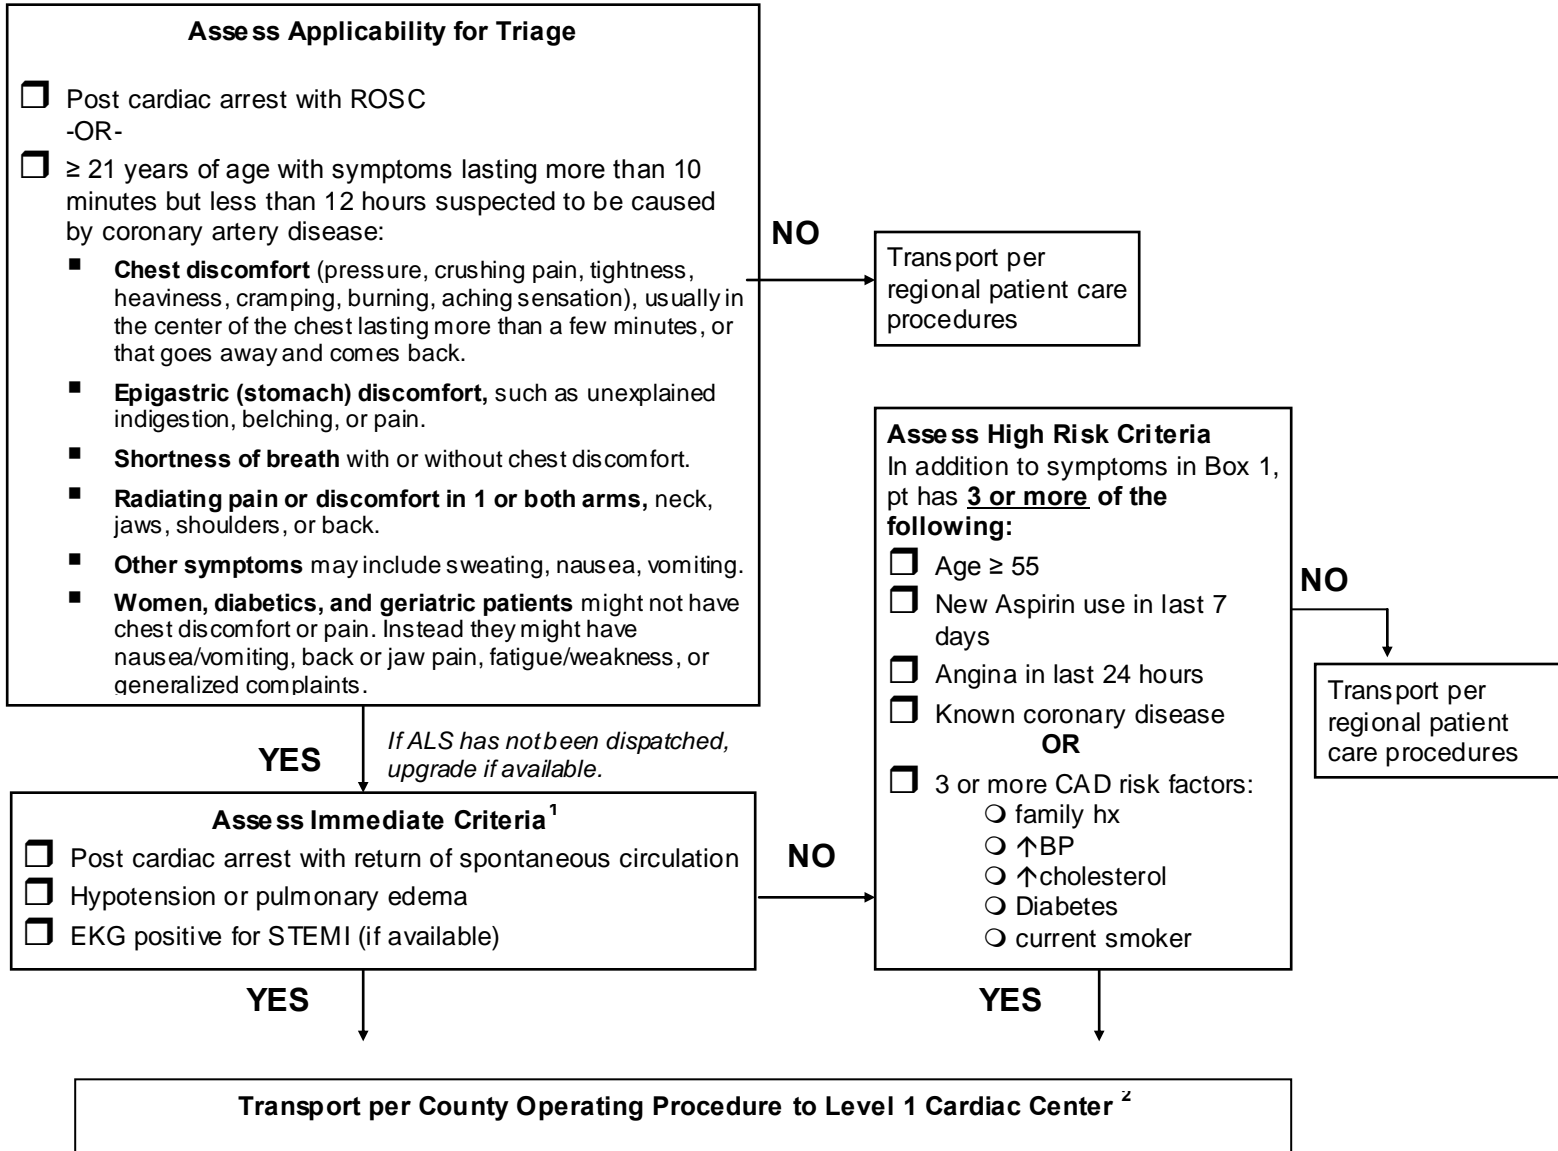 Assess Applicability for Triage
❒ Post cardiac arrest with ROSC
-OR-
❒ ≥ 21 years of age with symptoms lasting more than 10
minutes but less than 12 hours suspected to be caused
by coronary artery disease:
▪ Chest discomfort (pressure, crushing pain, tightness,
heaviness, cramping, burning, aching sensation), usually in
the center of the chest lasting more than a few minutes, or
that goes away and comes back.
▪ Epigastric (stomach) discomfort, such as unexplained
indigestion, belching, or pain.
▪ Shortness of breath with or without chest discomfort.
▪ Radiating pain or discomfort in 1 or both arms, neck,
jaws, shoulders, or back.
▪ Other symptoms may include sweating, nausea, vomiting.
▪ Women, diabetics, and geriatric patients might not have
chest discomfort or pain. Instead they might have
nausea/vomiting, back or jaw pain, fatigue/weakness, or
generalized complaints.
NO
Transport per
regional patient care
procedures
YES
If ALS has not been dispatched,
upgrade if available.
Assess Immediate Criteria¹
❒ Post cardiac arrest with return of spontaneous circulation
❒ Hypotension or pulmonary edema
❒ EKG positive for STEMI (if available)
NO
Assess High Risk Criteria
In addition to symptoms in Box 1,
pt has 3 or more of the
following:
❒ Age ≥ 55
❒ New Aspirin use in last 7
days
❒ Angina in last 24 hours
❒ Known coronary disease
OR
❒ 3 or more CAD risk factors:
❍ family hx
❍ ↑BP
❍ ↑cholesterol
❍ Diabetes
❍ current smoker
NO
Transport per
regional patient
care procedures
YES
YES
Transport per County Operating Procedure to Level 1 Cardiac Center ²